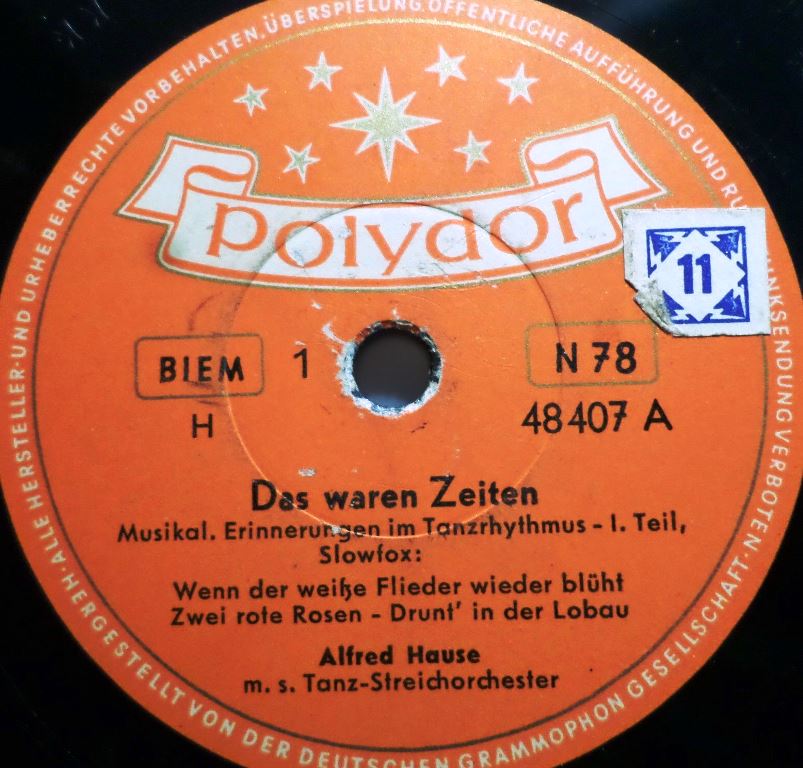 ALLE HERSTELLER- UND URHEBERRECHTE VORBEHALTEN. ÜBERSPIELUNG. ÖFFENTLICHE AUFFÜHRUNG UND
polydor
11
BIEM 1 N 78
H 48407 A
Das waren Zeiten
Musikal. Erinnerungen im Tanzrhythmus - I. Teil,
Slowfox:
Wenn der weiße Flieder wieder blüht
Zwei rote Rosen - Drunt' in der Lobau
Alfred Hause
m. s. Tanz-Streichorchester
VERBOTEN.
HERGESTELLT VON DER DEUTSCHEN GRAMMOPHON GESELLSCHAFT.